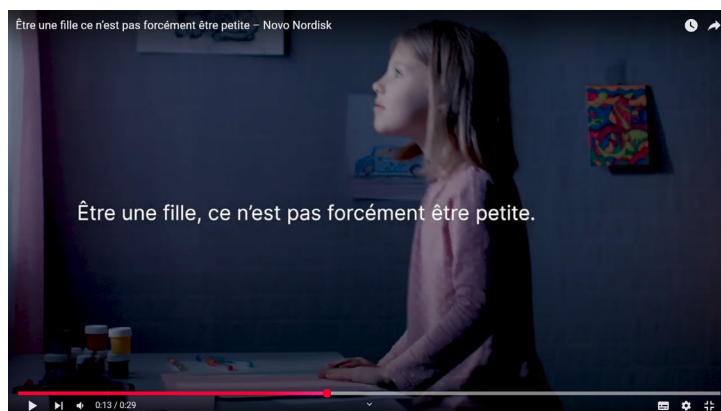 Être une fille ce n’est pas forcément être petite – Novo Nordisk
Être une fille, ce n’est pas forcément être petite.
0:13 / 0:29